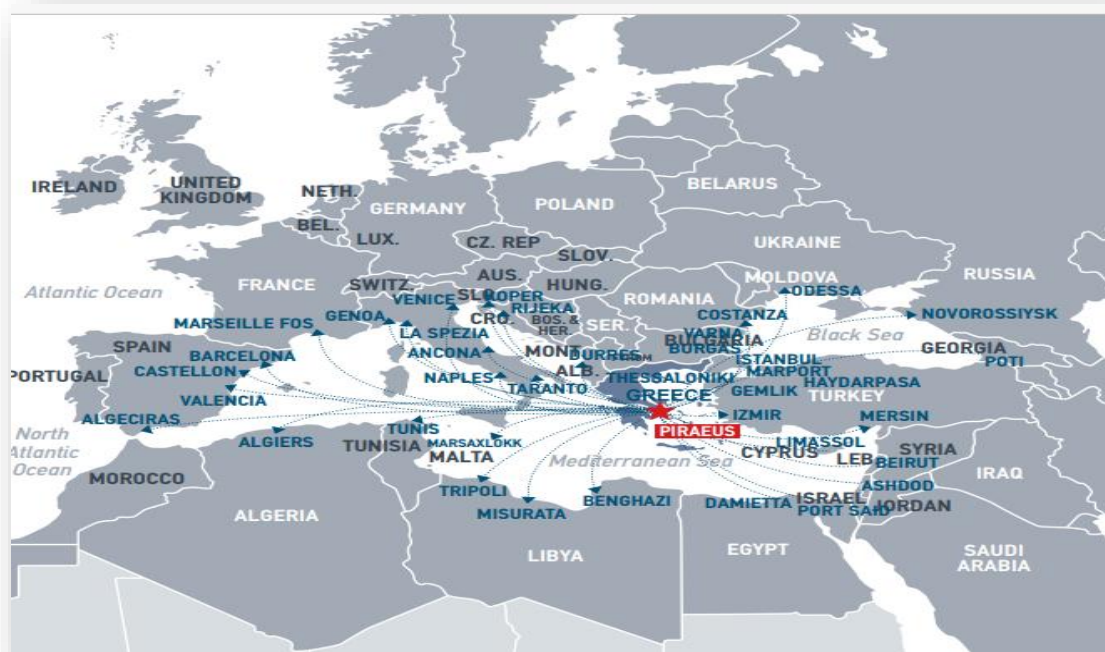 IRELAND
UNITED
KINGDOM
NETH.
BEL.
LUX.
GERMANY
POLAND
BELARUS
CZ. REP
SLOV.
UKRAINE
Atlantic Ocean
FRANCE
SWITZ.
AUS.
HUNG.
MOLDOVA
RUSSIA
VENICE
SLO.
KOPER
ROMANIA
ODESSA
MARSEILLE FOS
GENOA
LA SPEZIA
CRO.
RIJEKA
BOS. &
HER.
SER.
COSTANZA
VARNA
BULGARIA
BURGAS
Black Sea
NOVOROSSIYSK
SPAIN
BARCELONA
CASTELLON
ANCONA
MONT.
DURRES
ALB.
ISTANBUL
MARPORT
GEORGIA
POTI
PORTUGAL
VALENCIA
NAPLES
TARANTO
THESSALONIKI
GREECE
GEMLIK
HAYDARPASA
TURKEY
ALGECIRAS
ALGIERS
TUNIS
TUNISIA
MARSAXLOKK
MALTA
PIRAEUS
IZMIR
MERSIN
LIMASSOL
CYPRUS
SYRIA
LEB.
BEIRUT
North
Atlantic
Ocean
MOROCCO
Mediterranean Sea
IRAQ
ASHDOD
TRIPOLI
MISURATA
BENGHAZI
DAMIETTA
ISRAEL
PORT SAID
JORDAN
ALGERIA
LIBYA
EGYPT
SAUDI
ARABIA